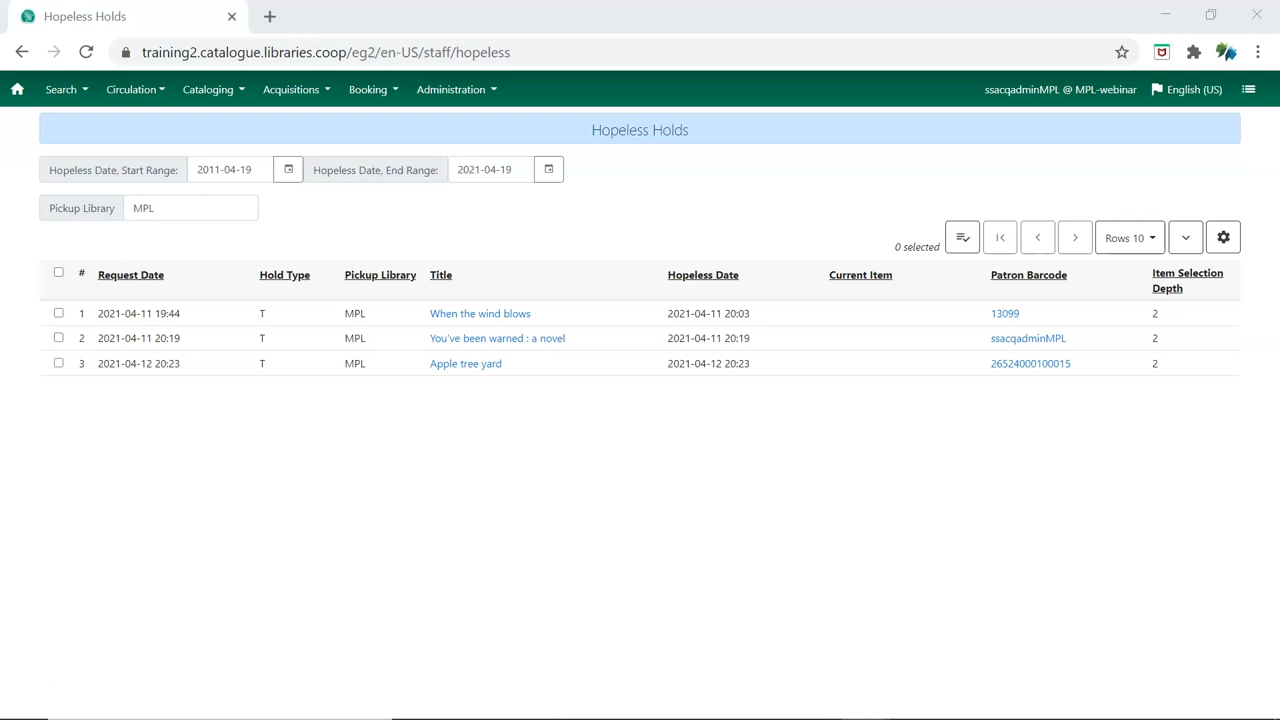 Hopeless Holds
training2.catalogue.libraries.coop/eg2/en-US/staff/hopeless
Search Circulation Cataloging Acquisitions Booking Administration ssacqadminMPL @ MPL-webinar English (US)
Hopeless Holds
Hopeless Date, Start Range: 2011-04-19 Hopeless Date, End Range: 2021-04-19
Pickup Library MPL
0 selected Rows 10
# Request Date Hold Type Pickup Library Title Hopeless Date Current Item Patron Barcode Item Selection
Depth
1 2021-04-11 19:44 T MPL When the wind blows 2021-04-11 20:03 13099 2
2 2021-04-11 20:19 T MPL You've been warned : a novel 2021-04-11 20:19 ssacqadminMPL 2
3 2021-04-12 20:23 T MPL Apple tree yard 2021-04-12 20:23 26524000100015 2